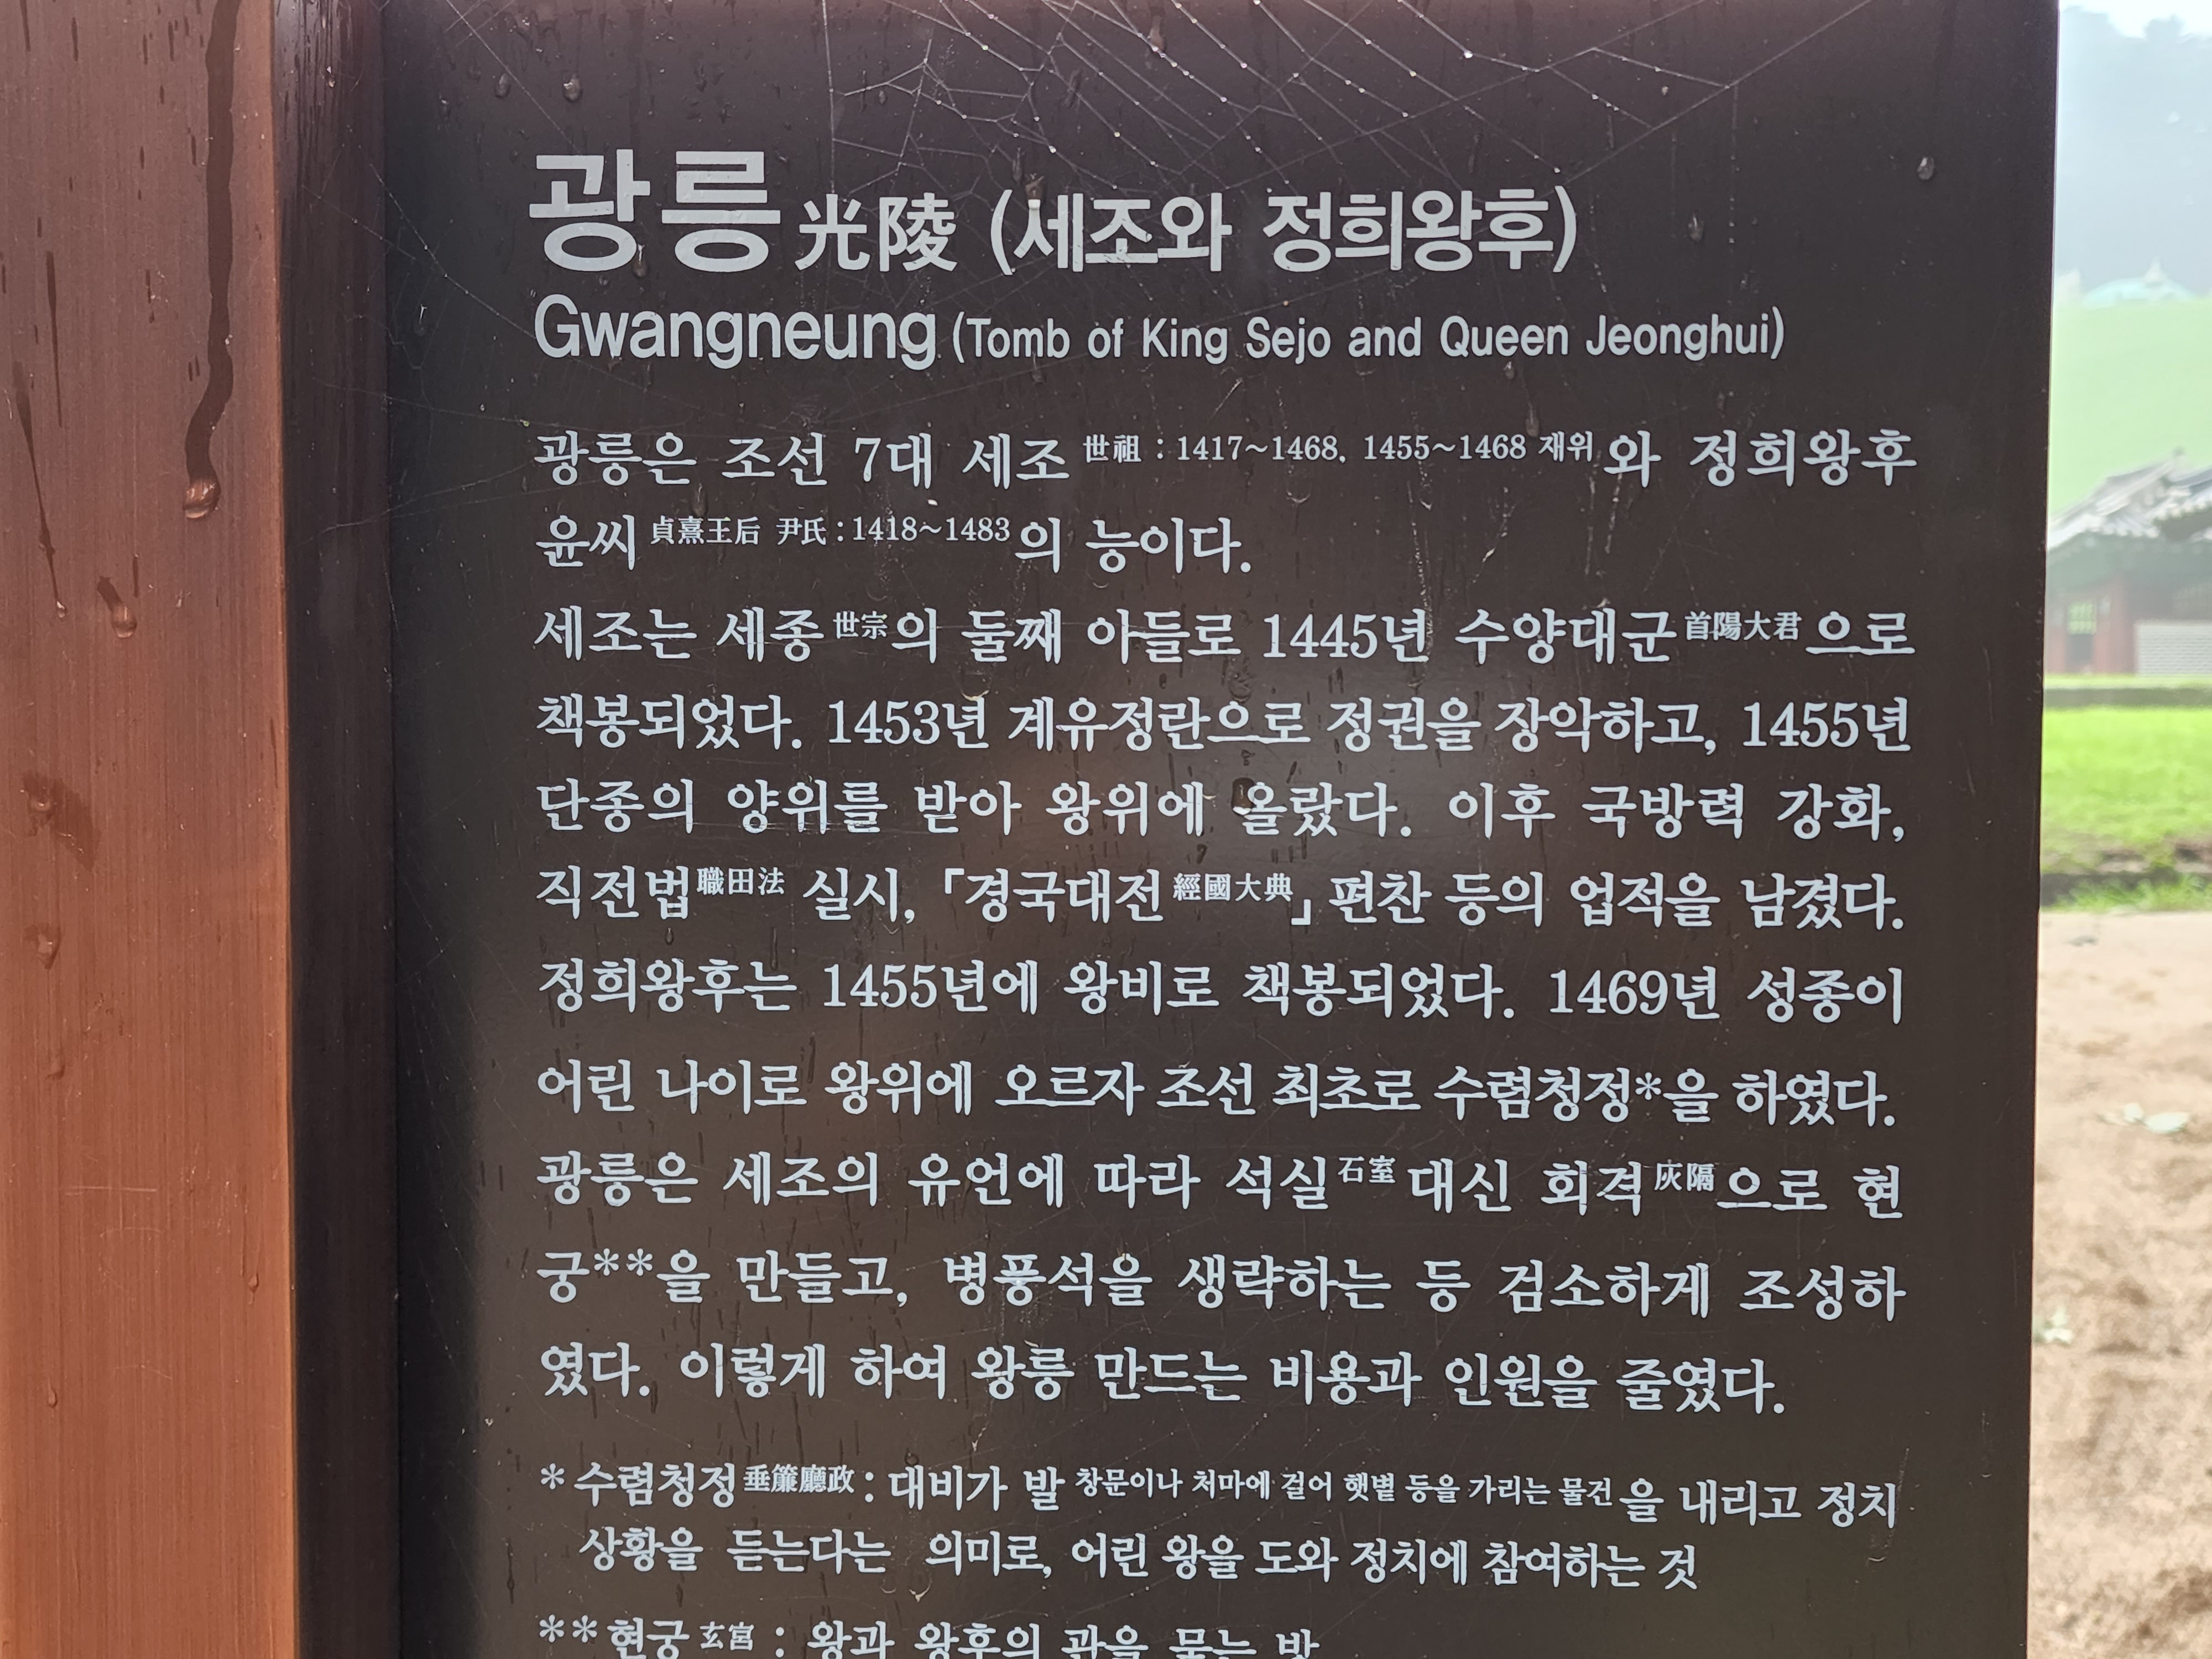 광릉 光陵 (세조와 정희왕후)
Gwangneung (Tomb of King Sejo and Queen Jeonghui)
광릉은 조선 7대 세조 世祖 : 1417~1468, 1455~1468 재위 와 정희왕후
윤씨 貞熹王后 尹氏 : 1418~1483 의 능이다.
세조는 세종 世宗의 둘째 아들로 1445년 수양대군 首陽大君 으로
책봉되었다. 1453년 계유정란으로 정권을 장악하고, 1455년
단종의 양위를 받아 왕위에 올랐다. 이후 국방력 강화,
직전법 職田法 실시, 「경국대전 經國大典」 편찬 등의 업적을 남겼다.
정희왕후는 1455년에 왕비로 책봉되었다. 1469년 성종이
어린 나이로 왕위에 오르자 조선 최초로 수렴청정*을 하였다.
광릉은 세조의 유언에 따라 석실 石室 대신 회격 灰隔 으로 현
궁**을 만들고, 병풍석을 생략하는 등 검소하게 조성하
였다. 이렇게 하여 왕릉 만드는 비용과 인원을 줄였다.
* 수렴청정 垂簾廳政 : 대비가 발 창문이나 처마에 걸어 햇볕 등을 가리는 물건 을 내리고 정치
상황을 듣는다는 의미로, 어린 왕을 도와 정치에 참여하는 것
** 현궁 玄宮 : 왕과 왕후의 관을 묻는 방